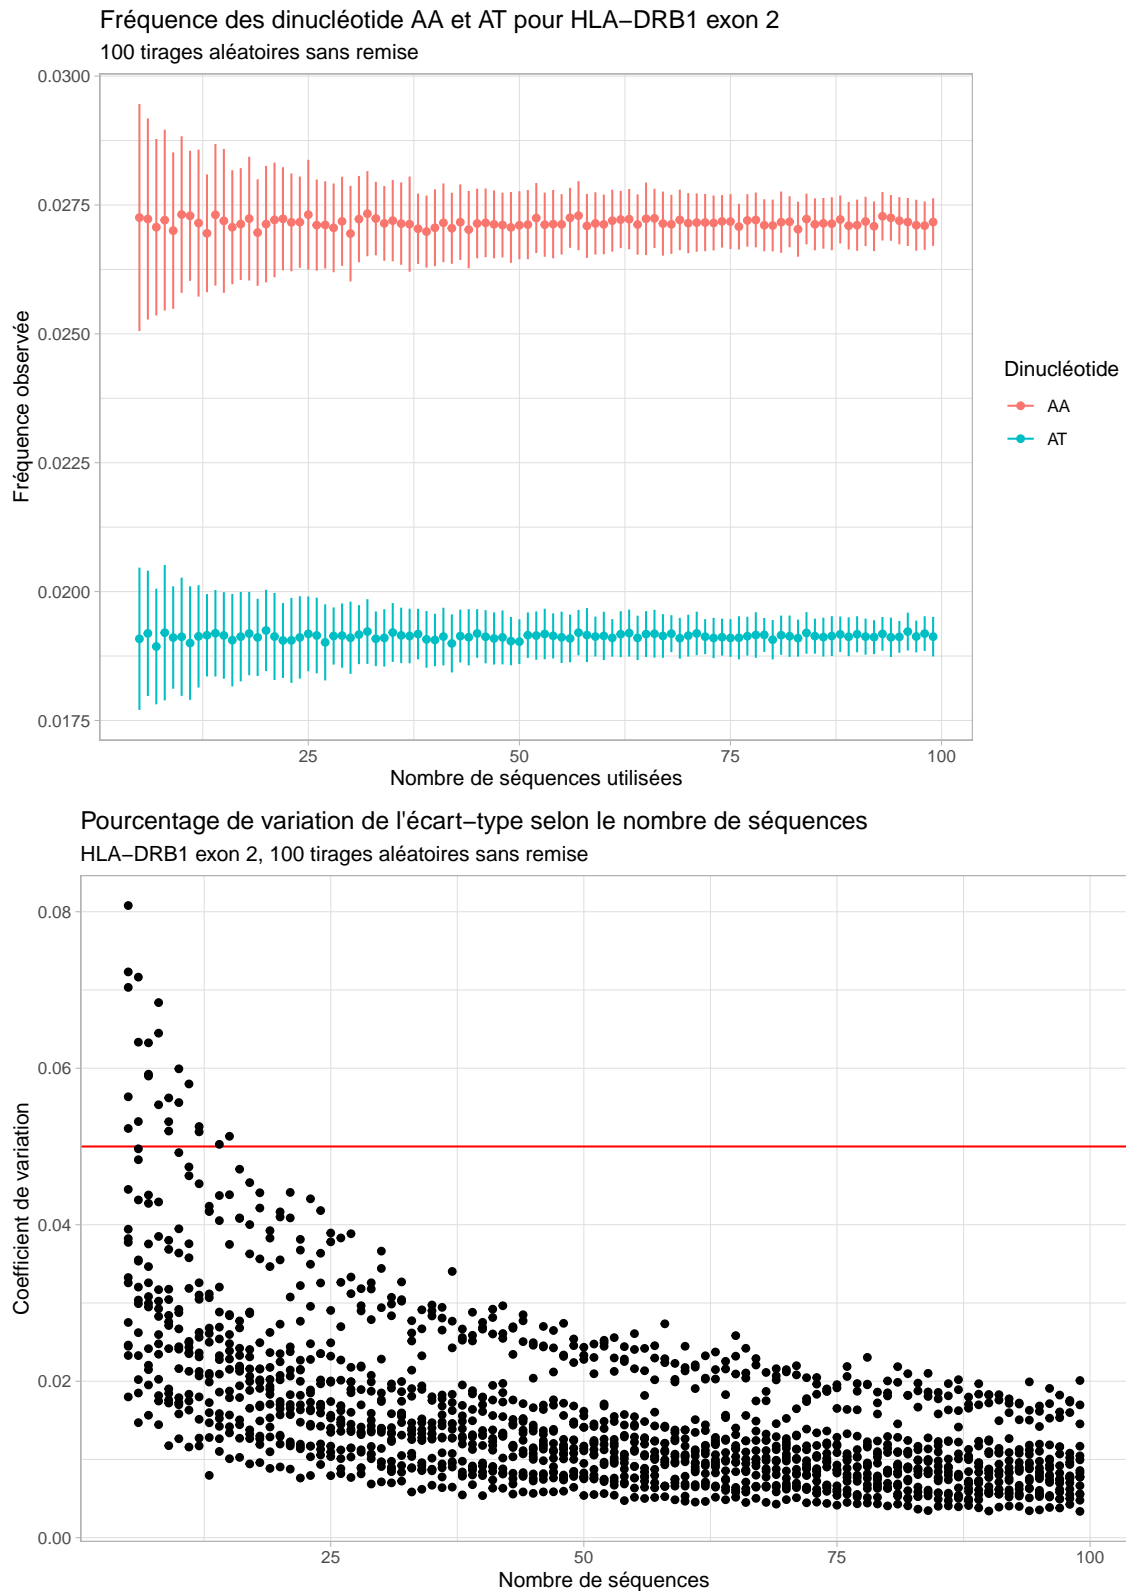 Fréquence des dinucléotide AA et AT pour HLA−DRB1 exon 2
100 tirages aléatoires sans remise
0.0300
0.0275
0.0250
0.0225
0.0200
0.0175
Fréquence observée
25
50
75
100
Nombre de séquences utilisées
Dinucléotide
AA
AT
Pourcentage de variation de l'écart−type selon le nombre de séquences
HLA−DRB1 exon 2, 100 tirages aléatoires sans remise
0.08
0.06
0.04
0.02
0.00
Coefficient de variation
25
50
75
100
Nombre de séquences